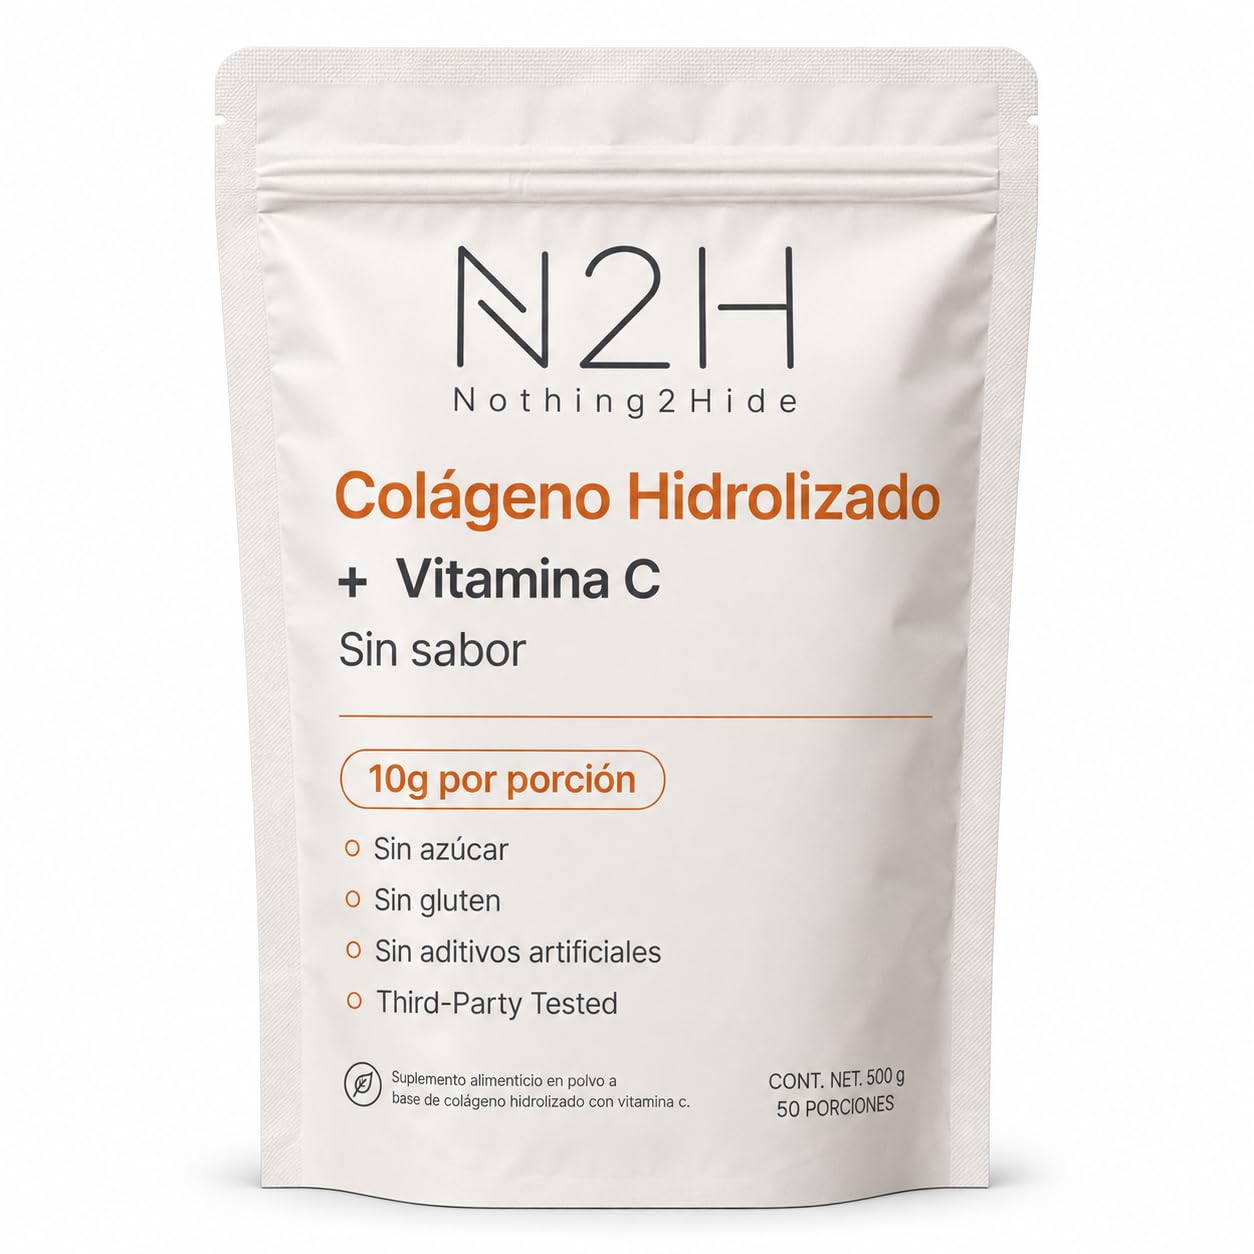 N2H
Nothing2Hide
Colágeno Hidrolizado
+ Vitamina C
Sin sabor
10g por porción
Sin azúcar
Sin gluten
Sin aditivos artificiales
Third-Party Tested
Suplemento alimenticio en polvo a
base de colágeno hidrolizado con vitamina c.
CONT. NET. 500 g
50 PORCIONES